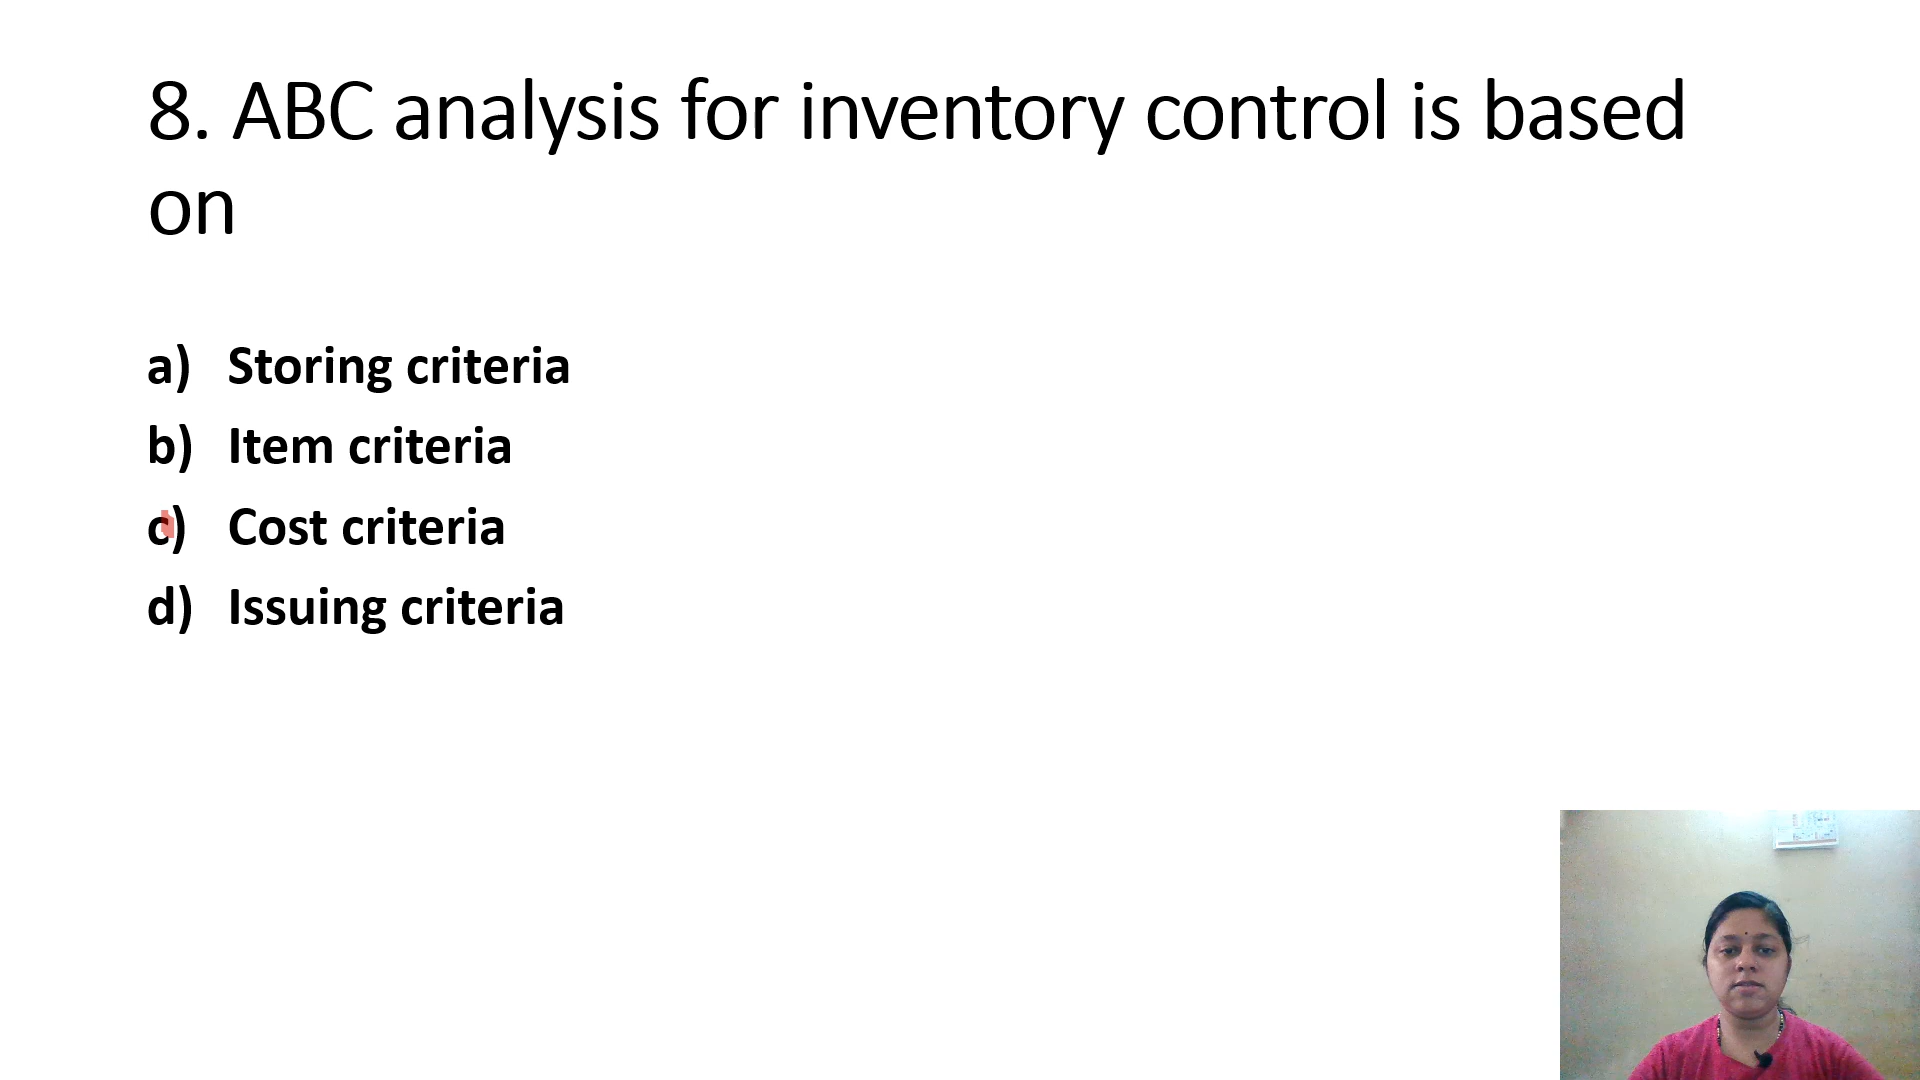 8. ABC analysis for inventory control is based
on
a) Storing criteria
b) Item criteria
c) Cost criteria
d) Issuing criteria